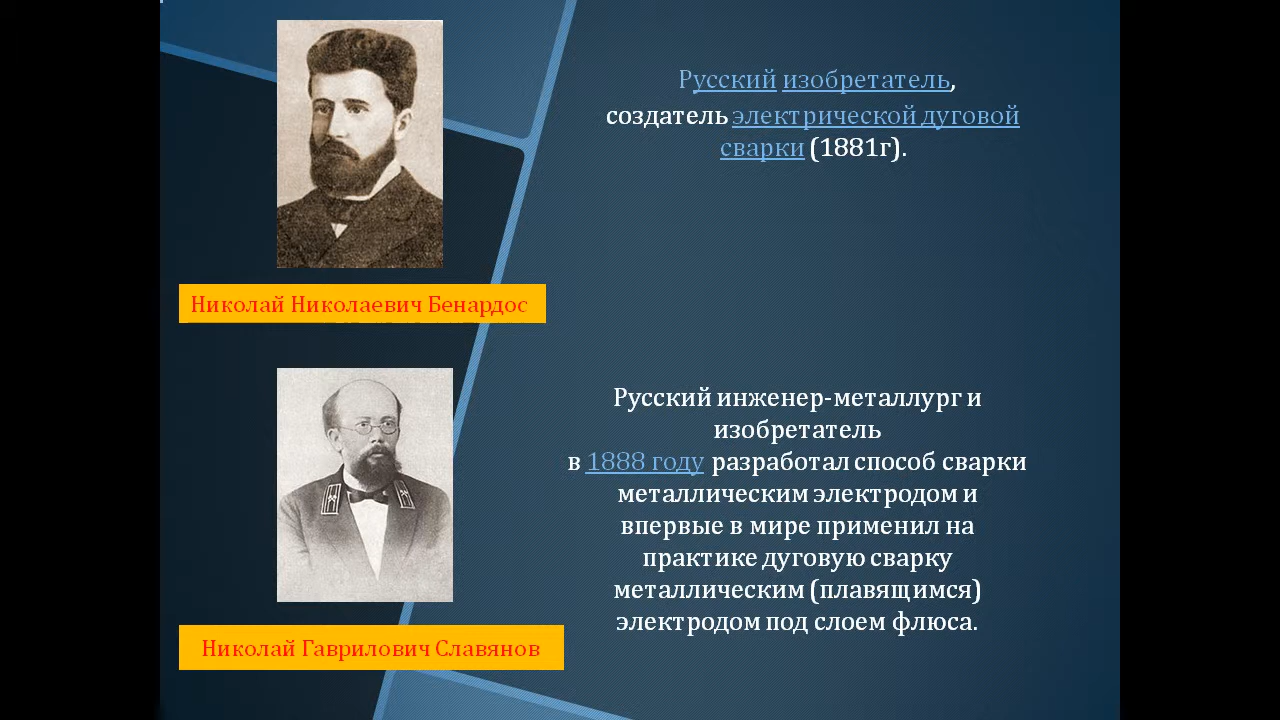 Русский изобретатель,
создатель электрической дуговой
сварки (1881г).
Николай Николаевич Бенардос
Русский инженер-металлург и
изобретатель
в 1888 году разработал способ сварки
металлическим электродом и
впервые в мире применил на
практике дуговую сварку
металлическим (плавящимся)
электродом под слоем флюса.
Николай Гаврилович Славянов